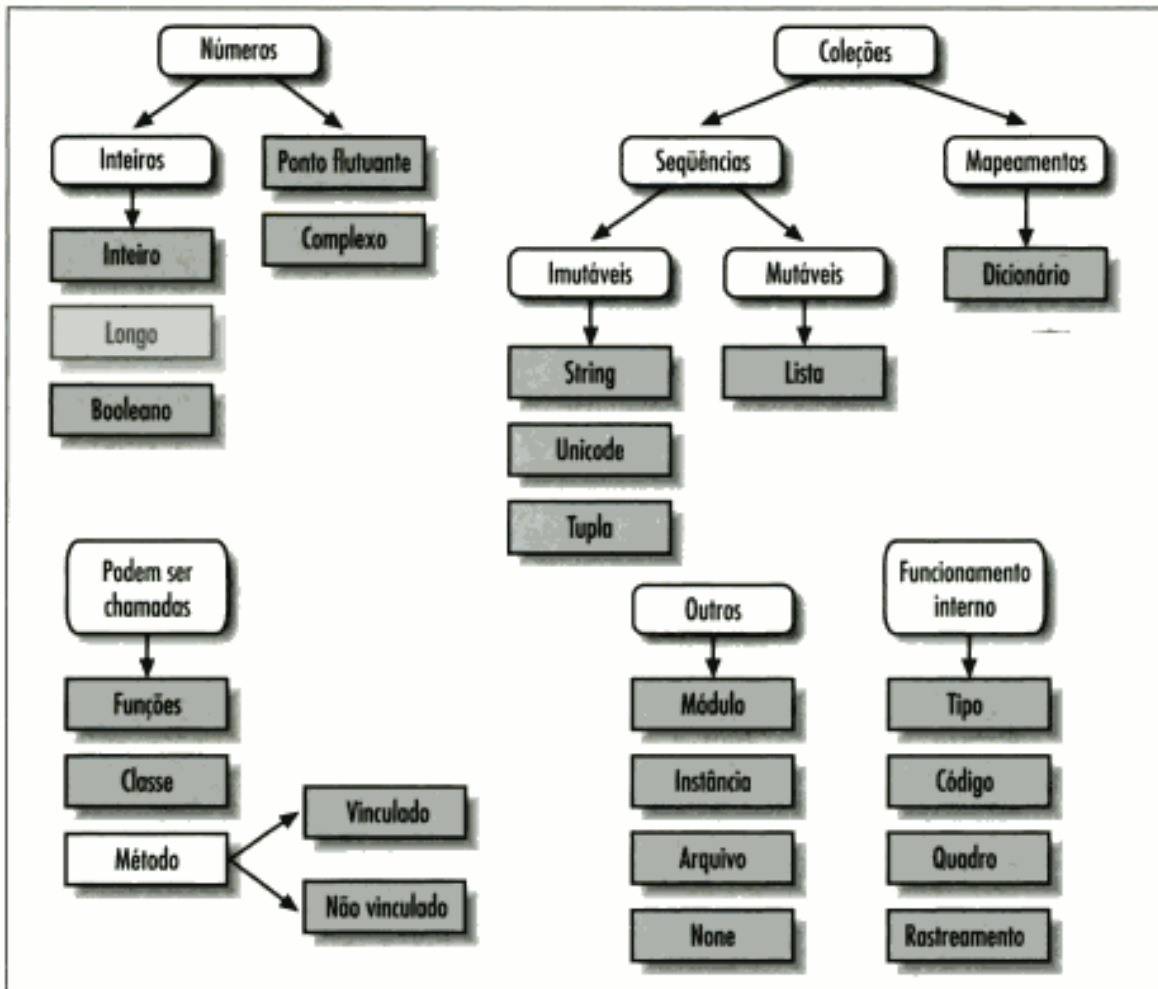 Números
Coleções
Inteiros
Ponto flutuante
Seqüências
Mapeamentos
Inteiro
Complexo
Imutáveis
Mutáveis
Dicionário
Longo
String
Lista
Booleano
Unicode
Tupla
Podem ser
chamadas
Outros
Funcionamento
interno
Funções
Módulo
Tipo
Classe
Instância
Código
Vinculado
Método
Arquivo
Quadro
Não vinculado
None
Rastreamento